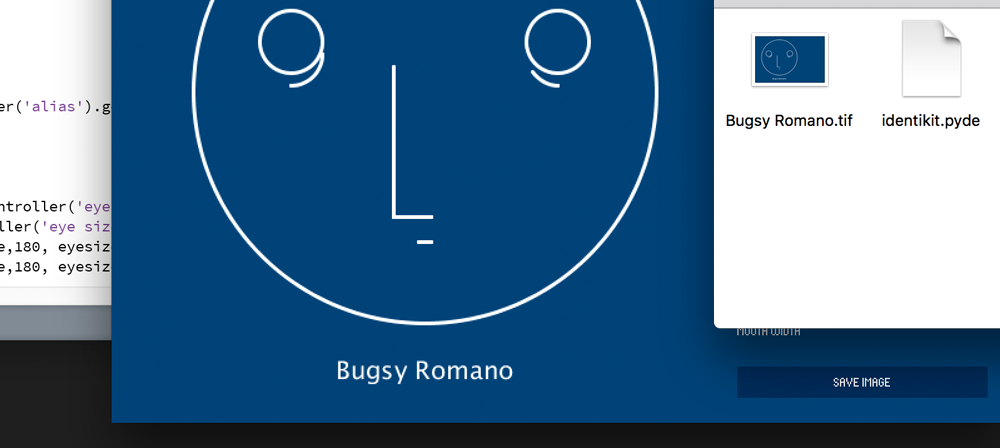 er('alias').g
ntroller('eye
ller('eye siz
e,180, eyesiz
e,180, eyesiz
Bugsy Romano
Bugsy Romano.tif
identikit.pyde
MOUTH WIDTH
SAVE IMAGE